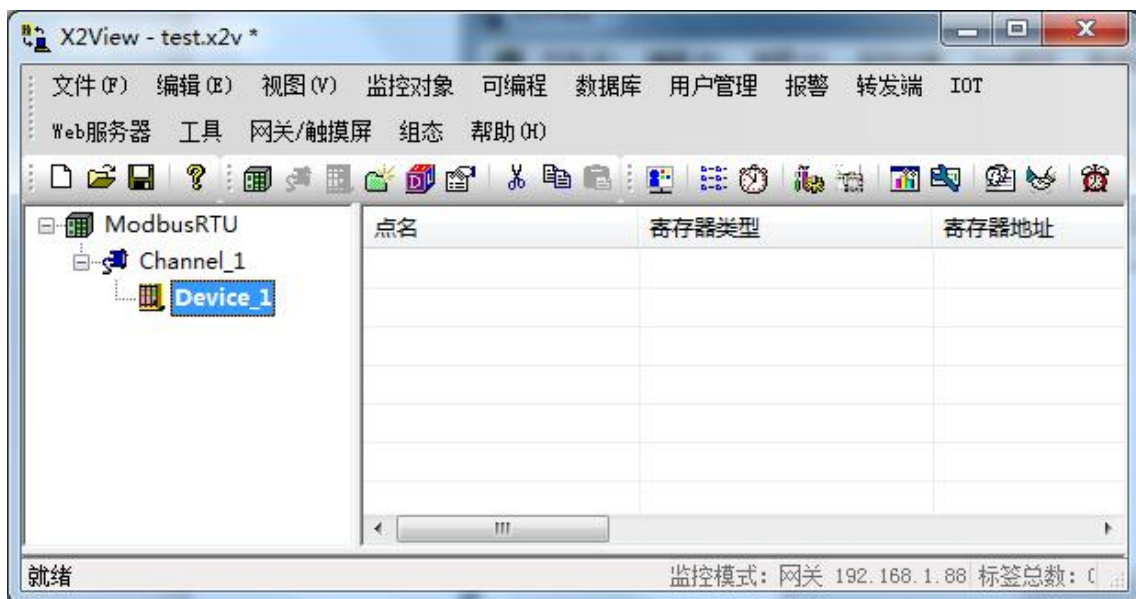 X2View - test.x2v *
文件(F) 编辑(E) 视图(V) 监控对象 可编程 数据库 用户管理 报警 转发端 IOT
Web服务器 工具 网关/触摸屏 组态 帮助(H)
ModbusRTU
Channel_1
Device_1
点名 寄存器类型 寄存器地址
就绪 监控模式: 网关 192.168.1.88 标签总数: